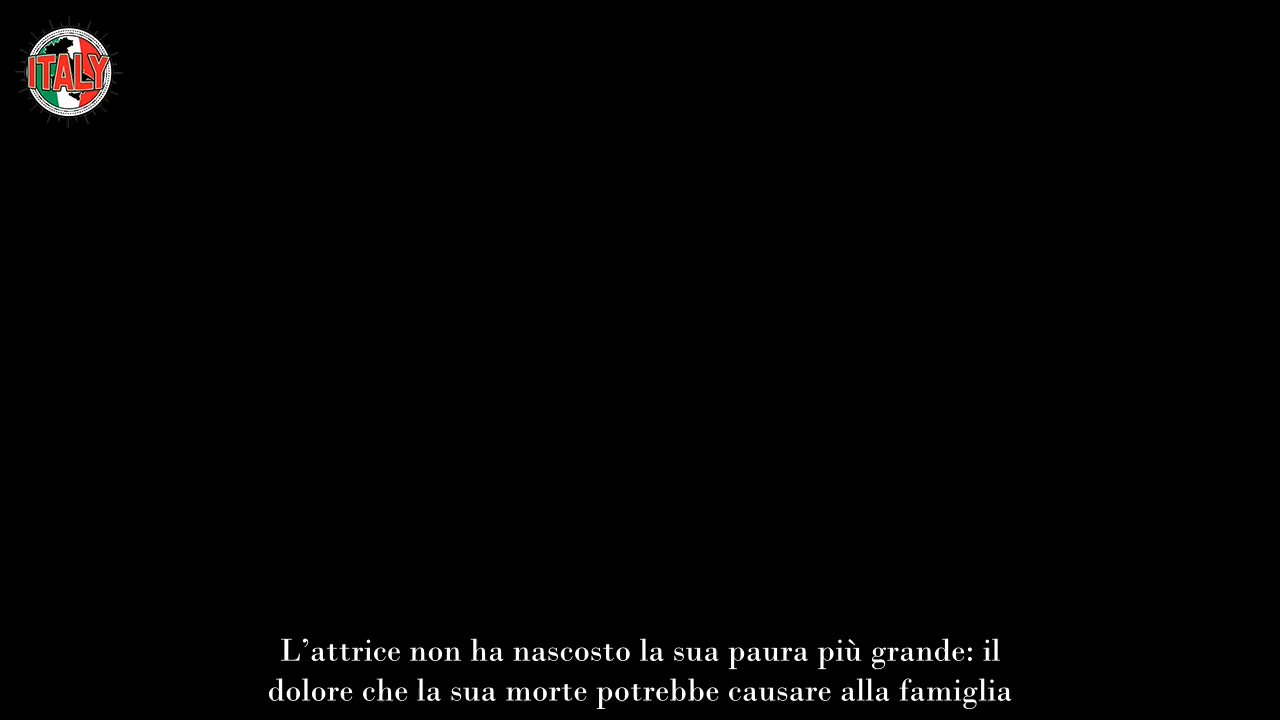 ITALY
L’attrice non ha nascosto la sua paura più grande: il
dolore che la sua morte potrebbe causare alla famiglia